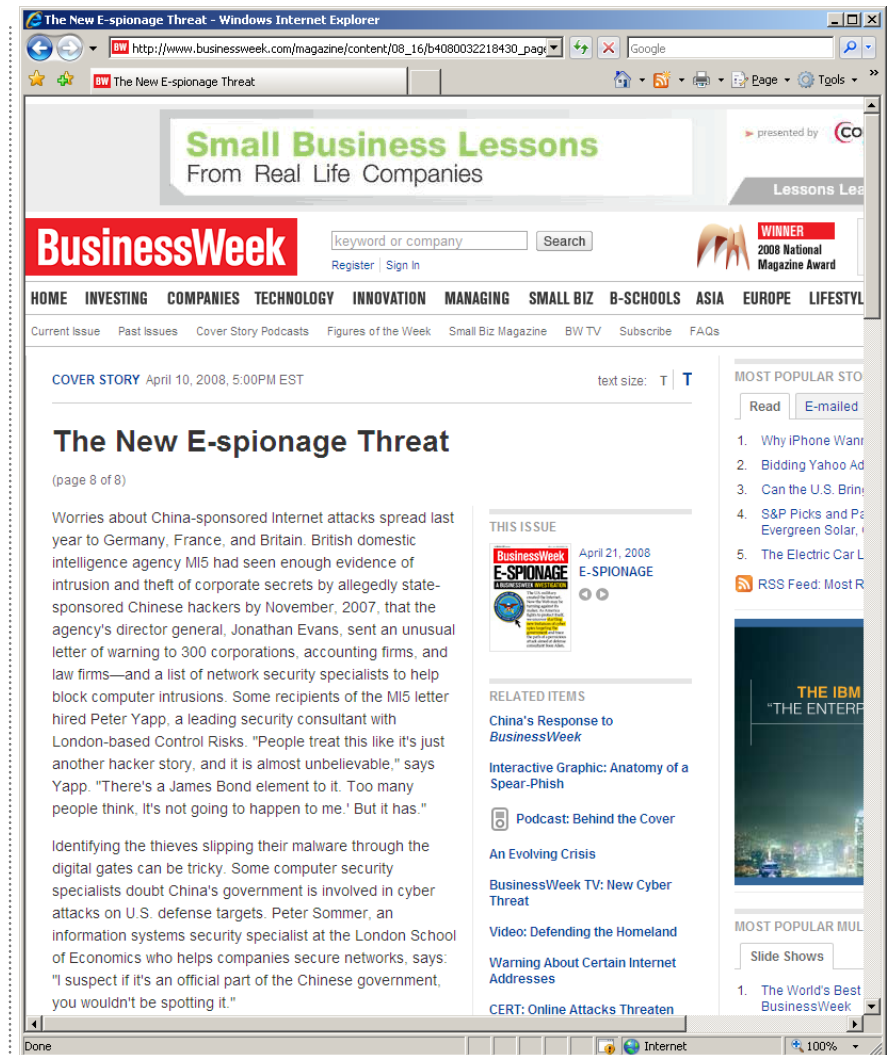 The New E-spionage Threat - Windows Internet Explorer
BW http://www.businessweek.com/magazine/content/08_16/b4080032218430_page
Google
BW The New E-spionage Threat
Page
Tools
Small Business Lessons
From Real Life Companies
presented by
Lessons
BusinessWeek
keyword or company
Search
Register | Sign In
WINNER
2008 National
Magazine Award
HOME INVESTING COMPANIES TECHNOLOGY INNOVATION MANAGING SMALL BIZ B-SCHOOLS ASIA EUROPE LIFESTYL
Current Issue Past Issues Cover Story Podcasts Figures of the Week Small Biz Magazine BW TV Subscribe FAQs
COVER STORY April 10, 2008, 5:00PM EST
text size: T | T
The New E-spionage Threat
(page 8 of 8)
Worries about China-sponsored Internet attacks spread last
year to Germany, France, and Britain. British domestic
intelligence agency MI5 had seen enough evidence of
intrusion and theft of corporate secrets by allegedly state-
sponsored Chinese hackers by November, 2007, that the
agency's director general, Jonathan Evans, sent an unusual
letter of warning to 300 corporations, accounting firms, and
law firms—and a list of network security specialists to help
block computer intrusions. Some recipients of the MI5 letter
hired Peter Yapp, a leading security consultant with
London-based Control Risks. "People treat this like it's just
another hacker story, and it is almost unbelievable," says
Yapp. "There's a James Bond element to it. Too many
people think, It's not going to happen to me.' But it has."
Identifying the thieves slipping their malware through the
digital gates can be tricky. Some computer security
specialists doubt China's government is involved in cyber
attacks on U.S. defense targets. Peter Sommer, an
information systems security specialist at the London School
of Economics who helps companies secure networks, says:
"I suspect if it's an official part of the Chinese government,
you wouldn't be spotting it."
THIS ISSUE
BusinessWeek
E-SPIONAGE
A BUSINESSWEEK INVESTIGATION
April 21, 2008
E-SPIONAGE
RELATED ITEMS
China's Response to
BusinessWeek
Interactive Graphic: Anatomy of a
Spear-Phish
Podcast: Behind the Cover
An Evolving Crisis
BusinessWeek TV: New Cyber
Threat
Video: Defending the Homeland
Warning About Certain Internet
Addresses
CERT: Online Attacks Threaten
MOST POPULAR STO
Read E-mailed
1. Why iPhone Wann
2. Bidding Yahoo Ad
3. Can the U.S. Bring
4. S&P Picks and Pa
Evergreen Solar,
5. The Electric Car L
RSS Feed: Most R
THE IBM
"THE ENTERP
MOST POPULAR MUL
Slide Shows
1. The World's Best
BusinessWeek
Done
Internet
100%